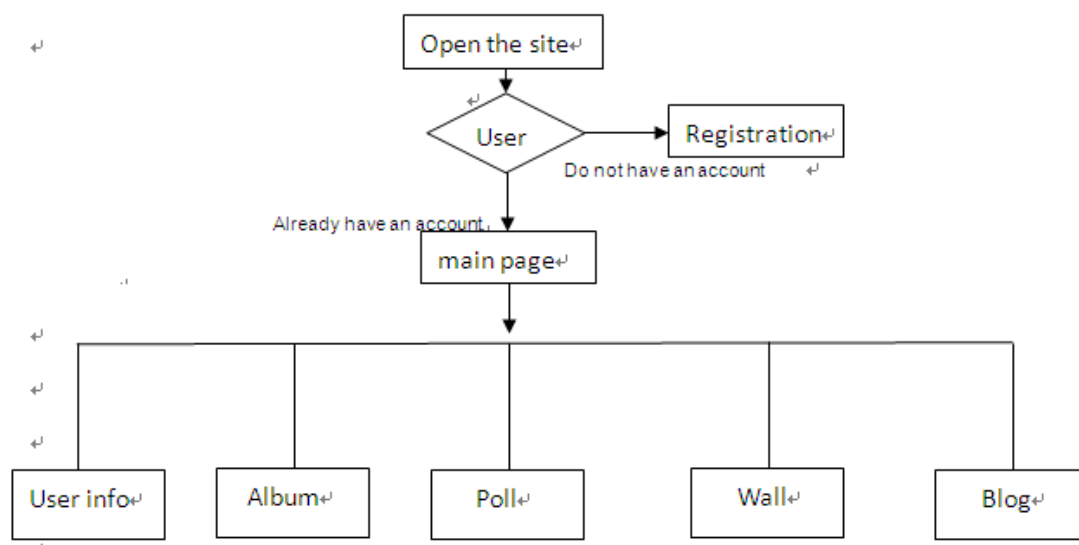 Open the site
User
Registration
Do not have an account
Already have an account
main page
User info
Album
Poll
Wall
Blog